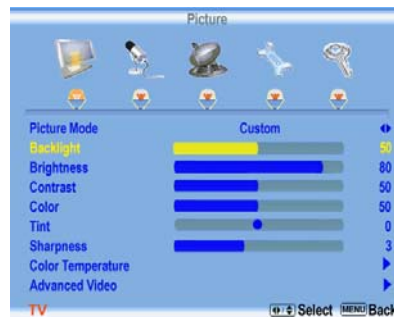 Picture
Picture Mode Custom
Backlight 50
Brightness 80
Contrast 50
Color 50
Tint 0
Sharpness 3
Color Temperature
Advanced Video
TV Select MENU Back